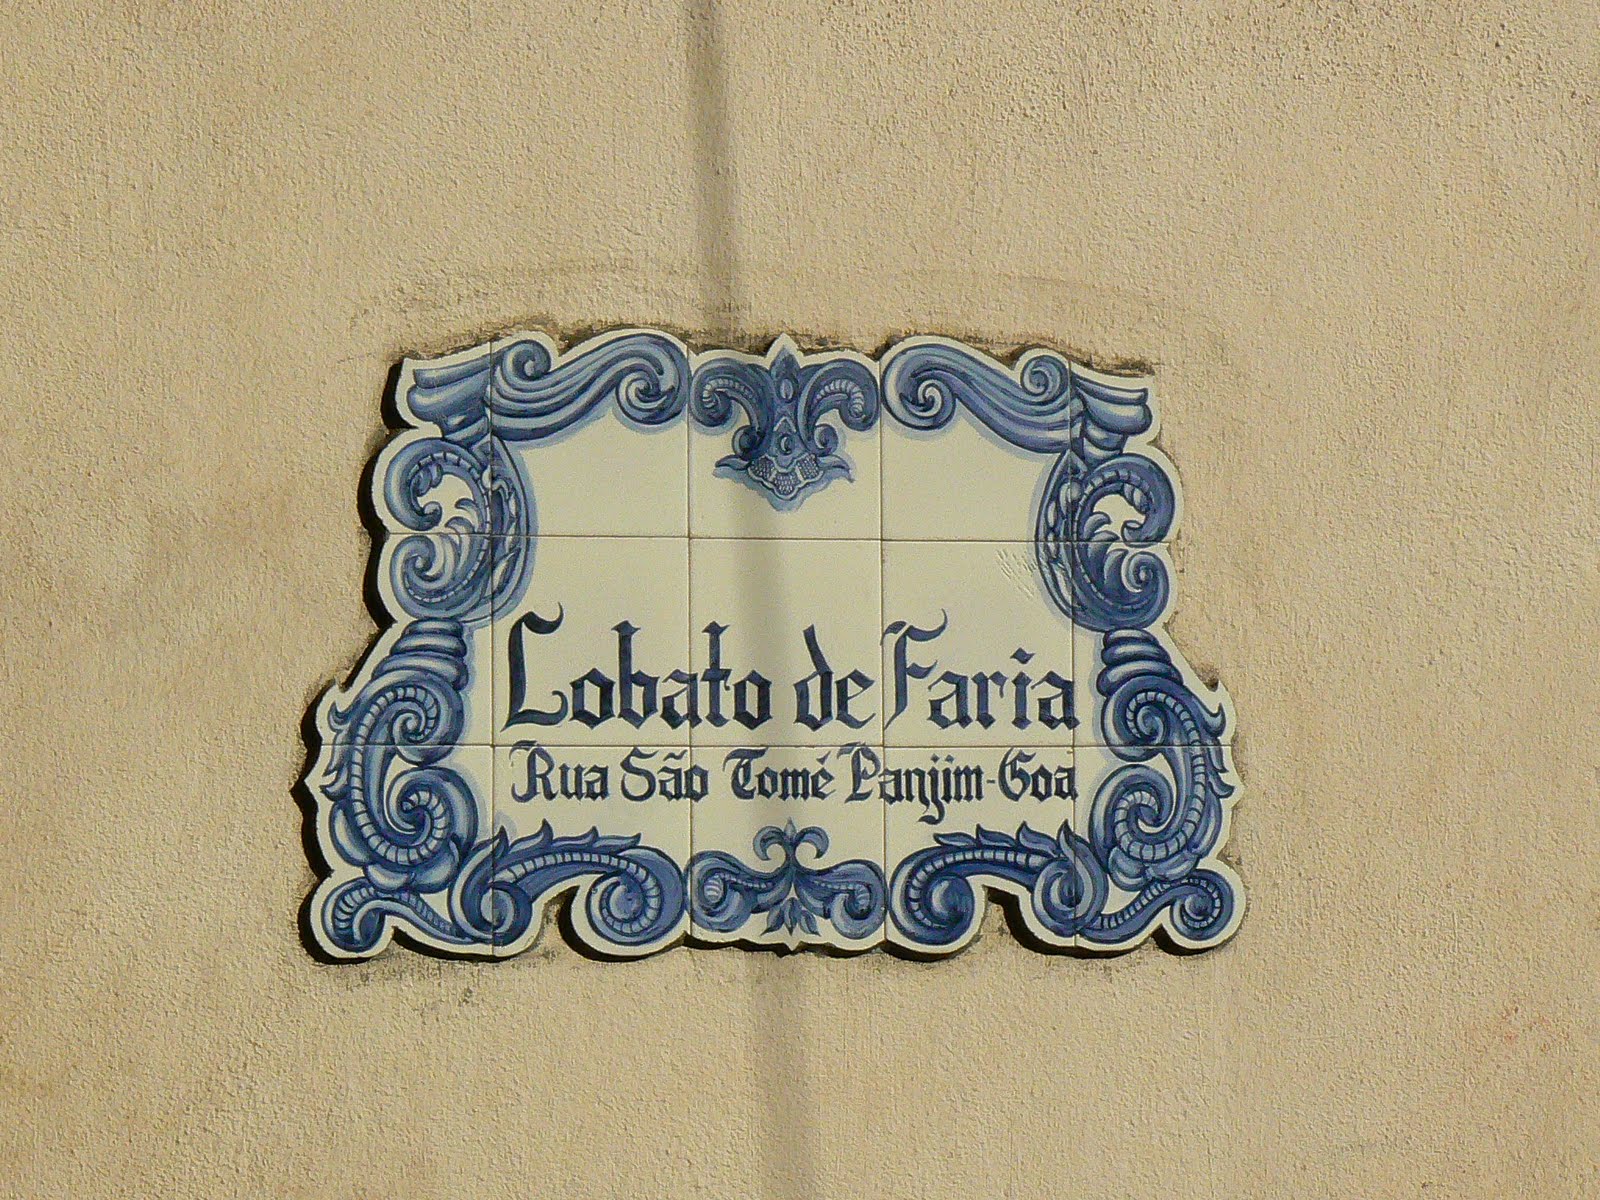 Lobato de Faria
Rua São Tomé Panjim-Goa